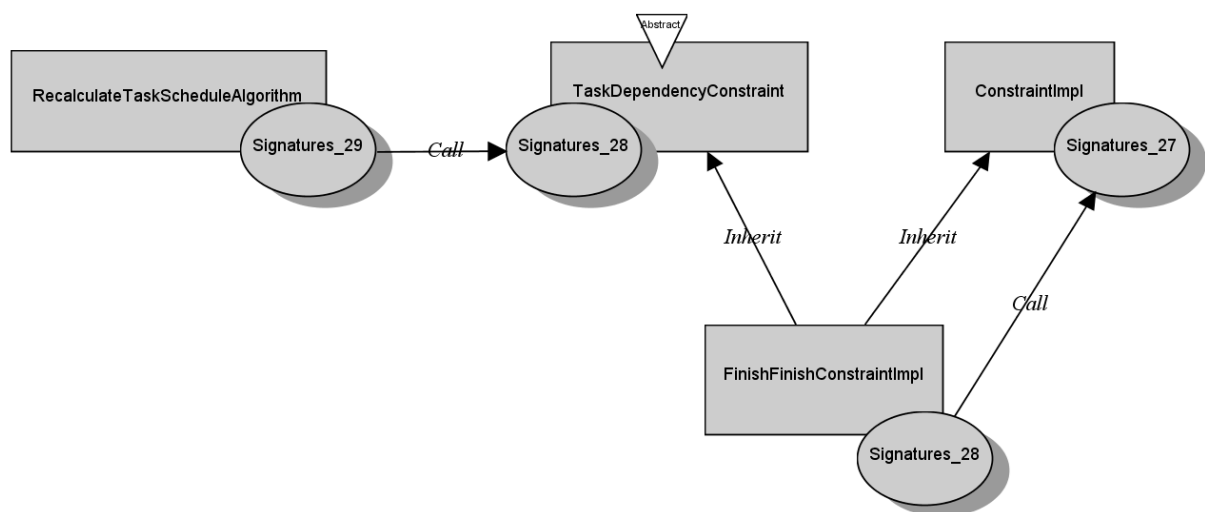 Abstract
RecalculateTaskScheduleAlgorithm
TaskDependencyConstraint
ConstraintImpl
Signatures_29
Call
Signatures_28
Signatures_27
Inherit
Inherit
Call
FinishFinishConstraintImpl
Signatures_28